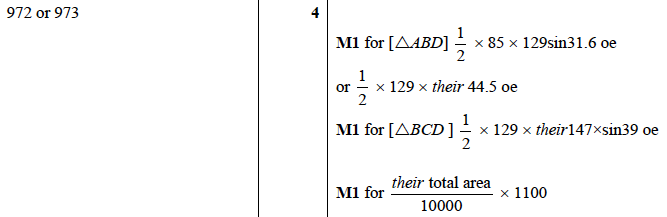 972 or 973 4
M1 for [△ABD] 1/2 × 85 × 129sin31.6 oe
or 1/2 × 129 × their 44.5 oe
M1 for [△BCD ] 1/2 × 129 × their147×sin39 oe
M1 for their total area/10000 × 1100